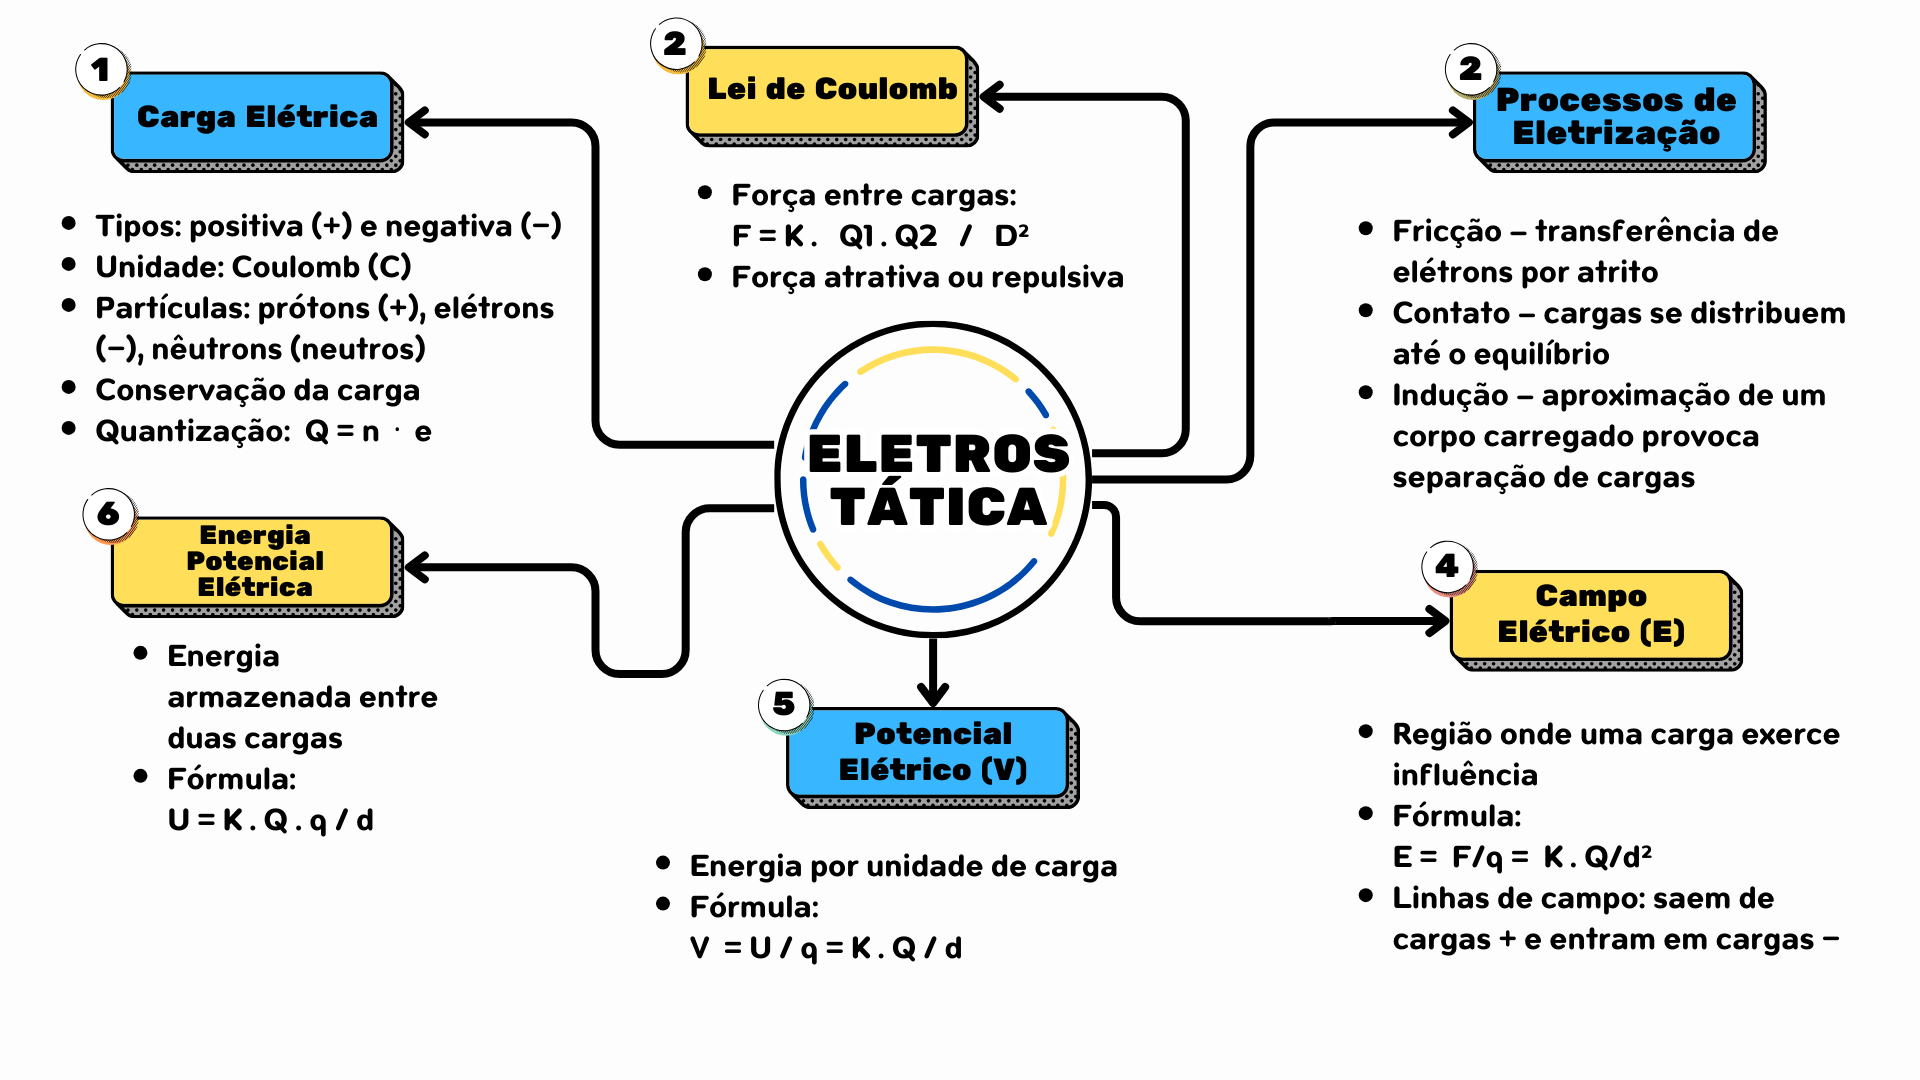 1
Carga Elétrica
• Tipos: positiva (+) e negativa (−)
• Unidade: Coulomb (C)
• Partículas: prótons (+), elétrons
(−), nêutrons (neutros)
• Conservação da carga
• Quantização: Q = n · e
2
Lei de Coulomb
• Força entre cargas:
F = K . Q1 . Q2 / D²
• Força atrativa ou repulsiva
2
Processos de
Eletrização
• Fricção – transferência de
elétrons por atrito
• Contato – cargas se distribuem
até o equilíbrio
• Indução – aproximação de um
corpo carregado provoca
separação de cargas
ELETROS
TÁTICA
6
Energia
Potencial
Elétrica
• Energia
armazenada entre
duas cargas
• Fórmula:
U = K . Q . q / d
5
Potencial
Elétrico (V)
• Energia por unidade de carga
• Fórmula:
V = U / q = K . Q / d
4
Campo
Elétrico (E)
• Região onde uma carga exerce
influência
• Fórmula:
E = F/q = K . Q/d²
• Linhas de campo: saem de
cargas + e entram em cargas −